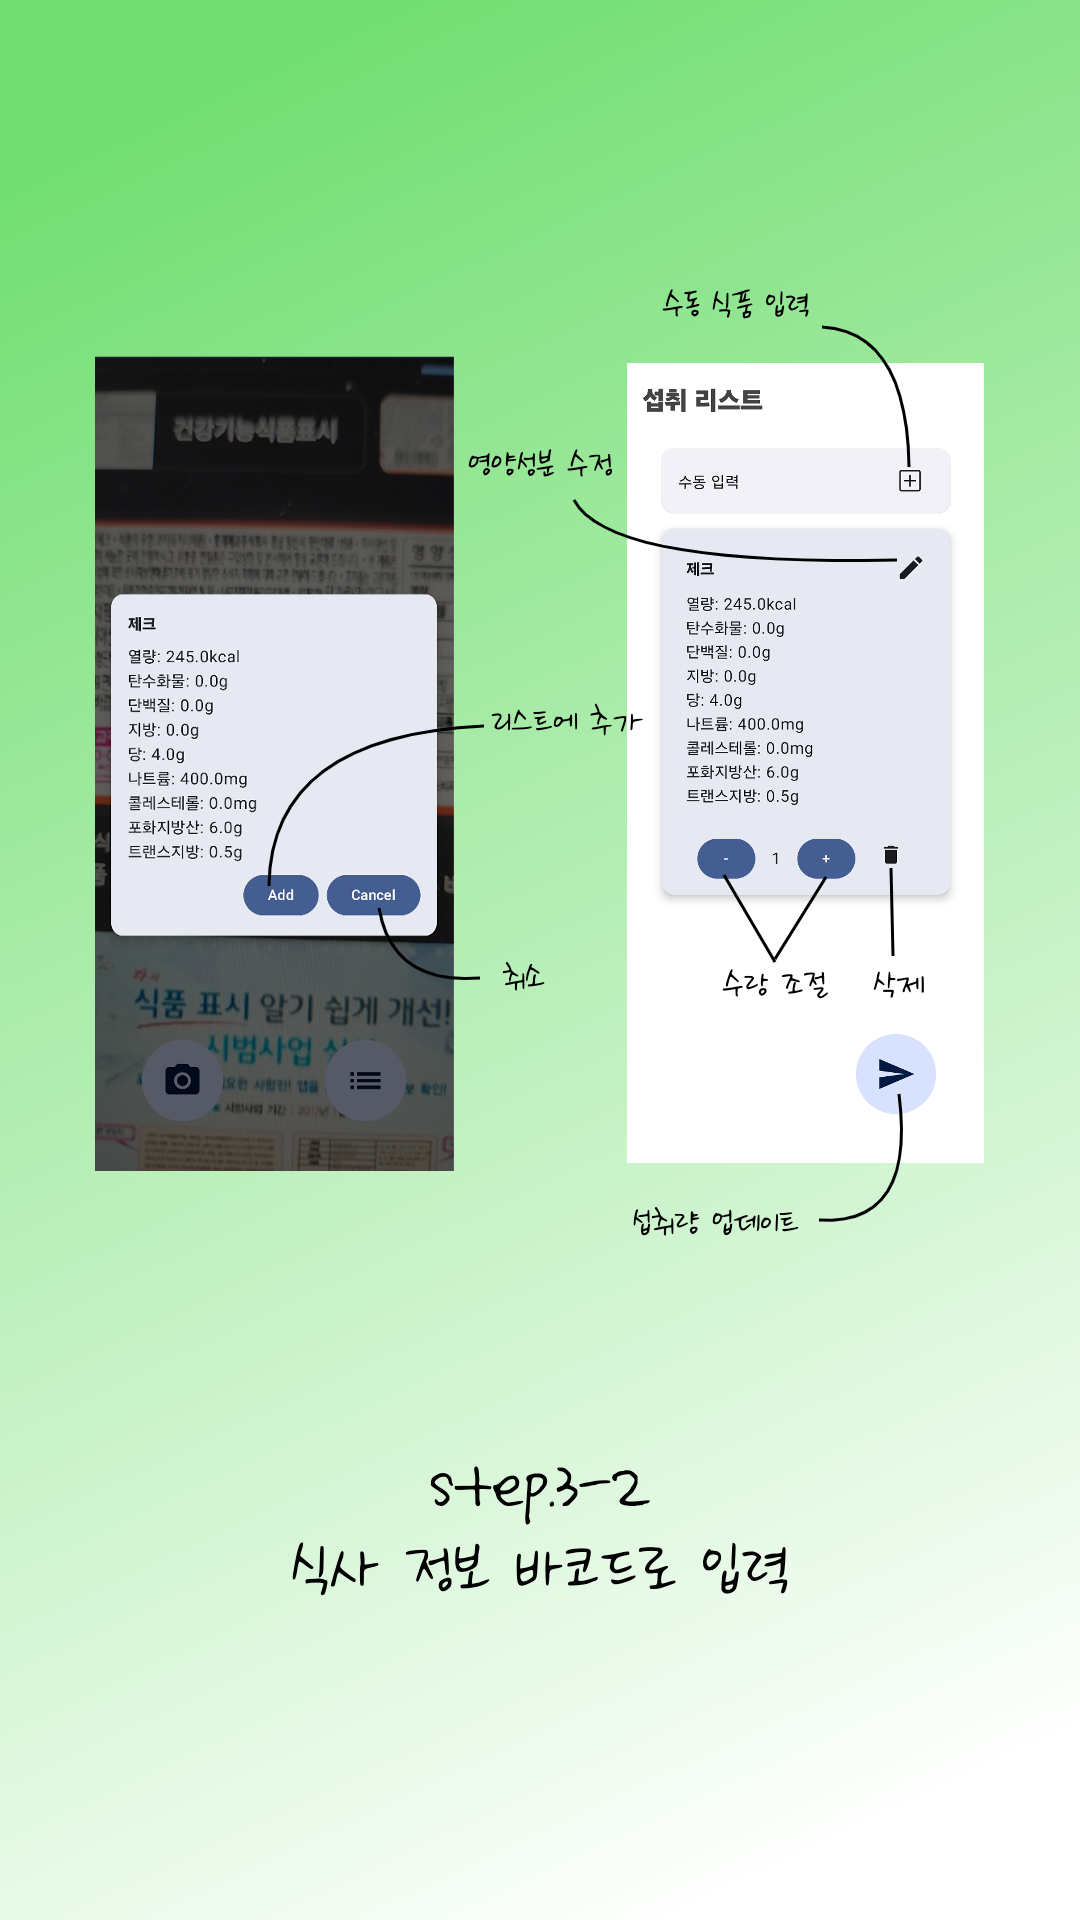 수동 식품 입력
건강기능식품표시
섭취 리스트
영양성분 수정
수동 입력
제크
열량: 245.0kcal
탄수화물: 0.0g
단백질: 0.0g
지방: 0.0g
당: 4.0g
나트륨: 400.0mg
콜레스테롤: 0.0mg
포화지방산: 6.0g
트랜스지방: 0.5g
Add
Cancel
리스트에 추가
취소
제크
열량: 245.0kcal
탄수화물: 0.0g
단백질: 0.0g
지방: 0.0g
당: 4.0g
나트륨: 400.0mg
콜레스테롤: 0.0mg
포화지방산: 6.0g
트랜스지방: 0.5g
- 1 +
수량 조절
삭제
식품 표시 알기 쉽게 개선!
시범사업
섭취량 업데이트
step.3-2
식사 정보 바코드로 입력